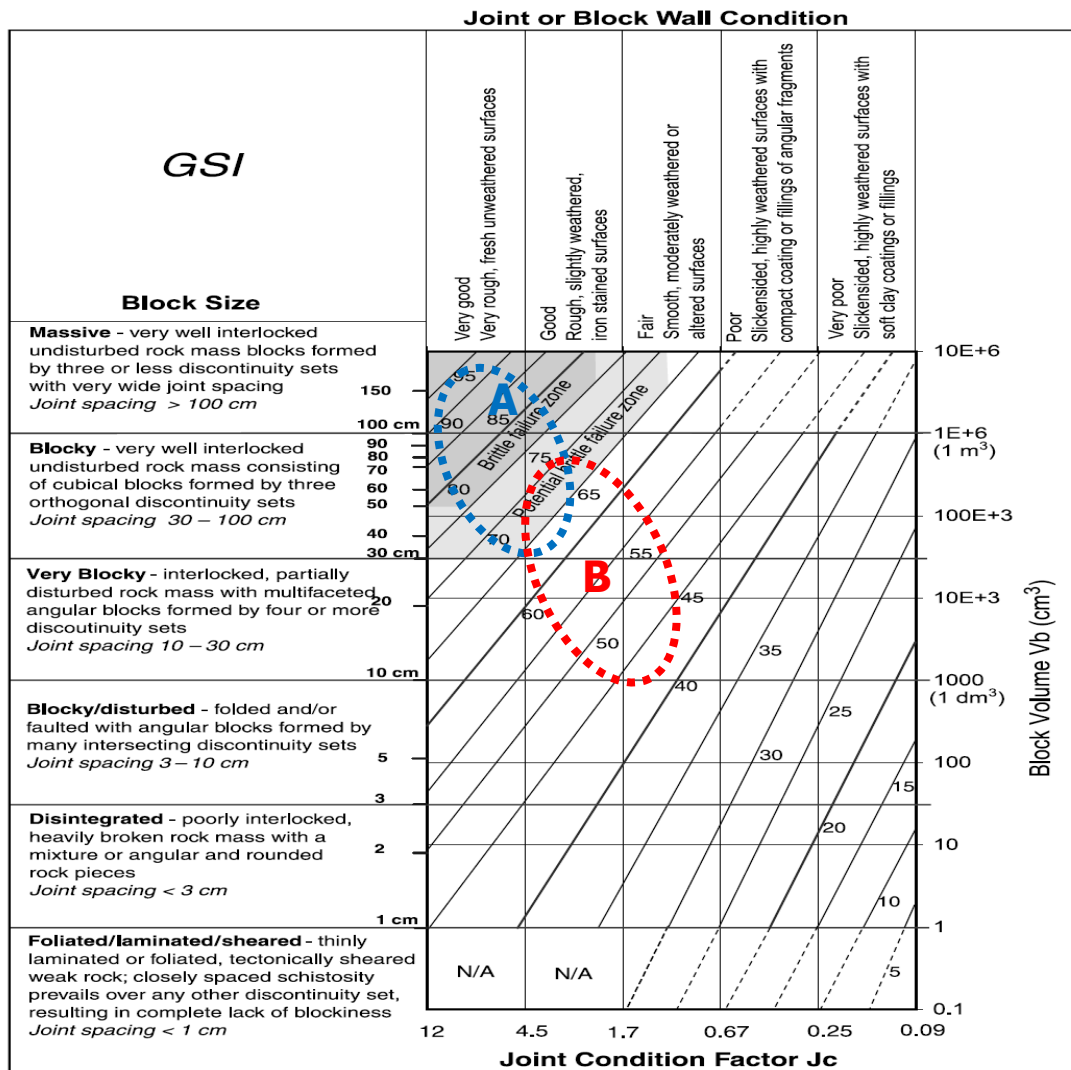 Joint or Block Wall Condition
GSI
Block Size
Very good
Very rough, fresh unweathered surfaces
Good
Rough, slightly weathered,
iron stained surfaces
Fair
Smooth, moderately weathered or
altered surfaces
Poor
Slickensided, highly weathered surfaces with
compact coating or fillings of angular fragments
Very poor
Slickensided, highly weathered surfaces with
soft clay coatings or fillings
Massive - very well interlocked
undisturbed rock mass blocks formed
by three or less discontinuity sets
with very wide joint spacing
Joint spacing > 100 cm
Blocky - very well interlocked
undisturbed rock mass consisting
of cubical blocks formed by three
orthogonal discontinuity sets
Joint spacing 30 – 100 cm
Very Blocky - interlocked, partially
disturbed rock mass with multifaceted
angular blocks formed by four or more
discoutinuity sets
Joint spacing 10 – 30 cm
Blocky/disturbed - folded and/or
faulted with angular blocks formed by
many intersecting discontinuity sets
Joint spacing 3 – 10 cm
Disintegrated - poorly interlocked,
heavily broken rock mass with a
mixture or angular and rounded
rock pieces
Joint spacing < 3 cm
Foliated/laminated/sheared - thinly
laminated or foliated, tectonically sheared
weak rock; closely spaced schistosity
prevails over any other discontinuity set,
resulting in complete lack of blockiness
Joint spacing < 1 cm
150
100 cm
90
80
70
60
50
40
30 cm
20
10 cm
5
3
2
1 cm
95
90
85
A
Brittle failure zone
80
75
Potential brittle failure zone
70
65
B
55
60
50
45
40
35
30
25
20
15
10
5
N/A
N/A
10E+6
1E+6
(1 m³)
100E+3
10E+3
1000
(1 dm³)
100
10
1
0.1
Block Volume Vb (cm³)
12 4.5 1.7 0.67 0.25 0.09
Joint Condition Factor Jc